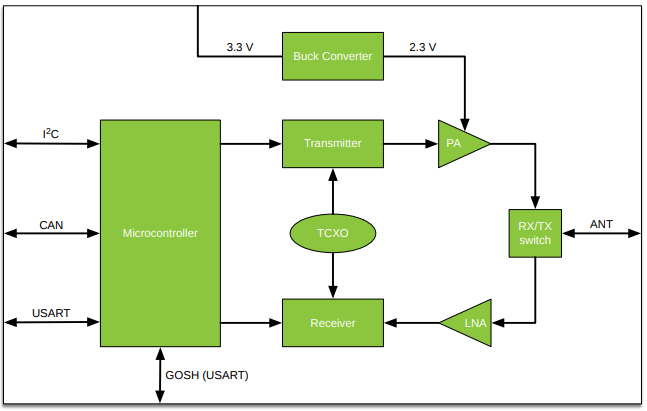 3.3 V
Buck Converter
2.3 V
I²C
Transmitter
PA
CAN
Microcontroller
TCXO
RX/TX
switch
ANT
USART
Receiver
LNA
GOSH (USART)